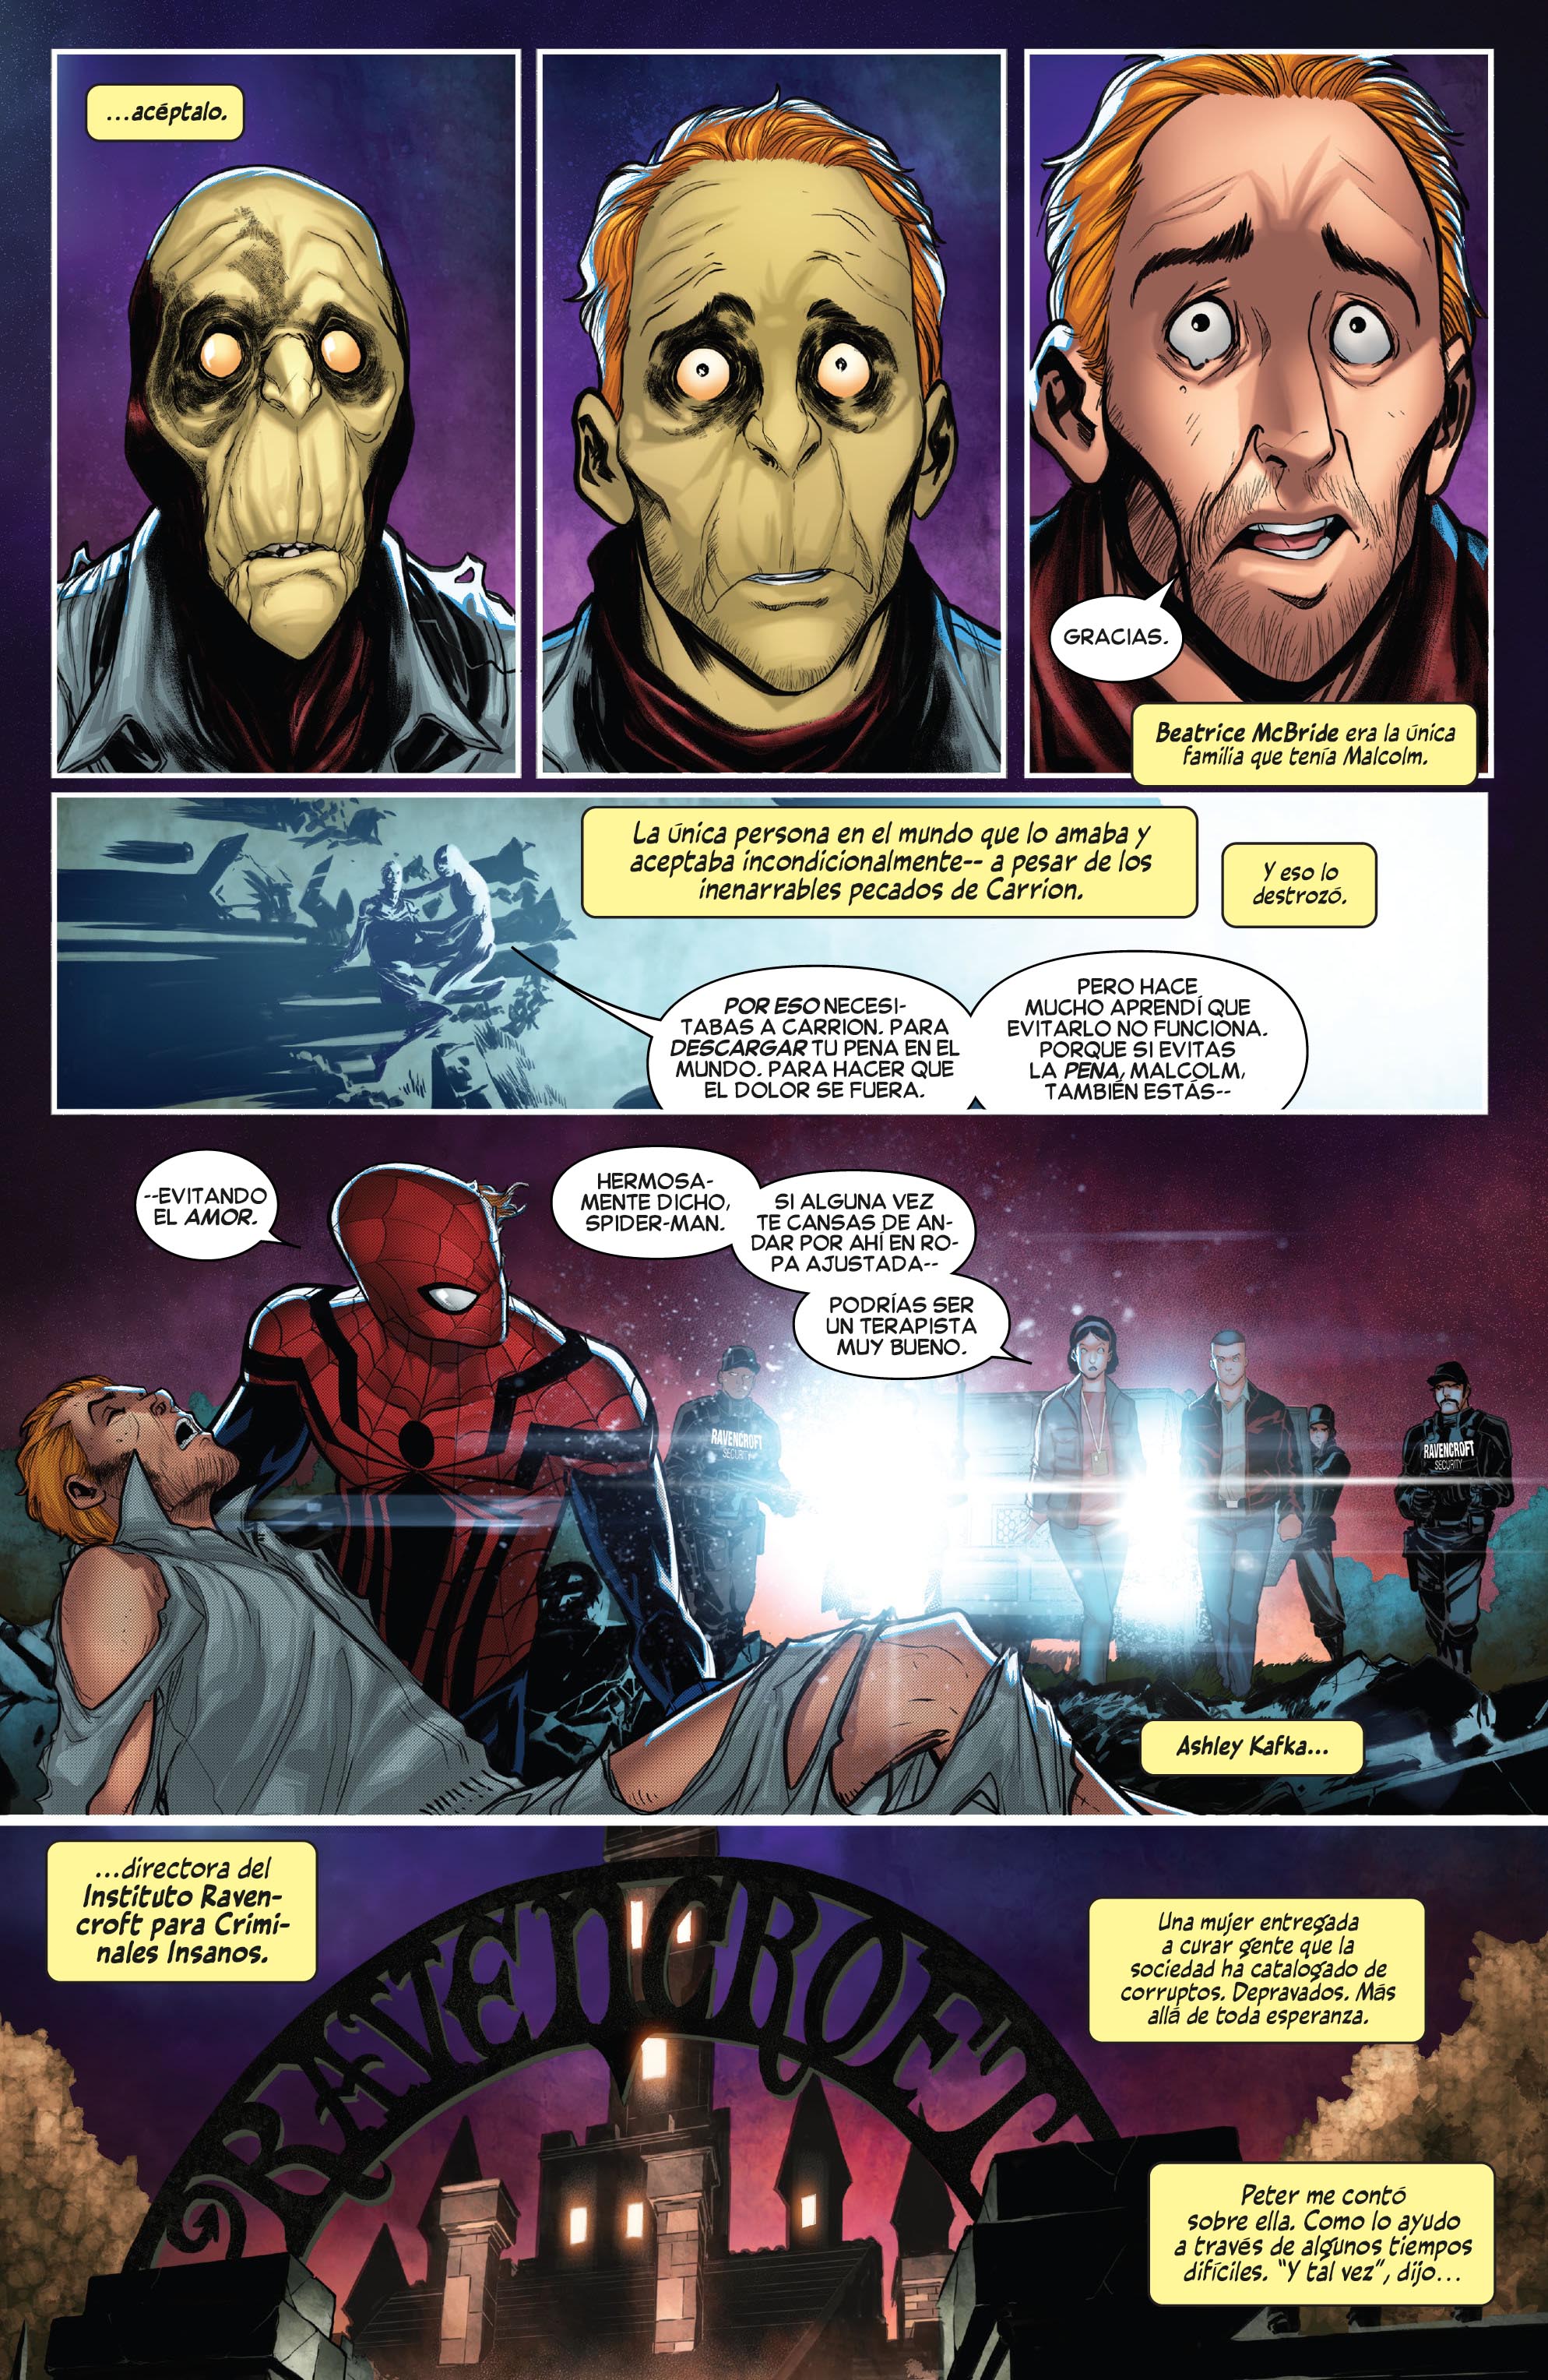 ...acéptalo.
GRACIAS.
Beatrice McBride era la única
familia que tenía Malcolm.
La única persona en el mundo que lo amaba y
aceptaba incondicionalmente-- a pesar de los
inenarrables pecados de Carrion.
Y eso lo
destrozó.
POR ESO NECESI-
TABAS A CARRION. PARA
DESCARGAR TU PENA EN EL
MUNDO. PARA HACER QUE
EL DOLOR SE FUERA.
PERO HACE
MUCHO APRENDÍ QUE
EVITARLO NO FUNCIONA.
PORQUE SI EVITAS
LA PENA, MALCOLM,
TAMBIÉN ESTÁS--
--EVITANDO
EL AMOR.
HERMOSA-
MENTE DICHO,
SPIDER-MAN.
SI ALGUNA VEZ
TE CANSAS DE AN-
DAR POR AHÍ EN RO-
PA AJUSTADA--
PODRÍAS SER
UN TERAPISTA
MUY BUENO.
RAVENCROFT
SECURITY
RAVENCROFT
SECURITY
Ashley Kafka...
...directora del
Instituto Raven-
croft para Crimi-
nales Insanos.
RAVENCROFT
Una mujer entregada
a curar gente que la
sociedad ha catalogado de
corruptos. Depravados. Más
allá de toda esperanza.
Peter me contó
sobre ella. Como lo ayudo
a través de algunos tiempos
difíciles. "Y tal vez", dijo...